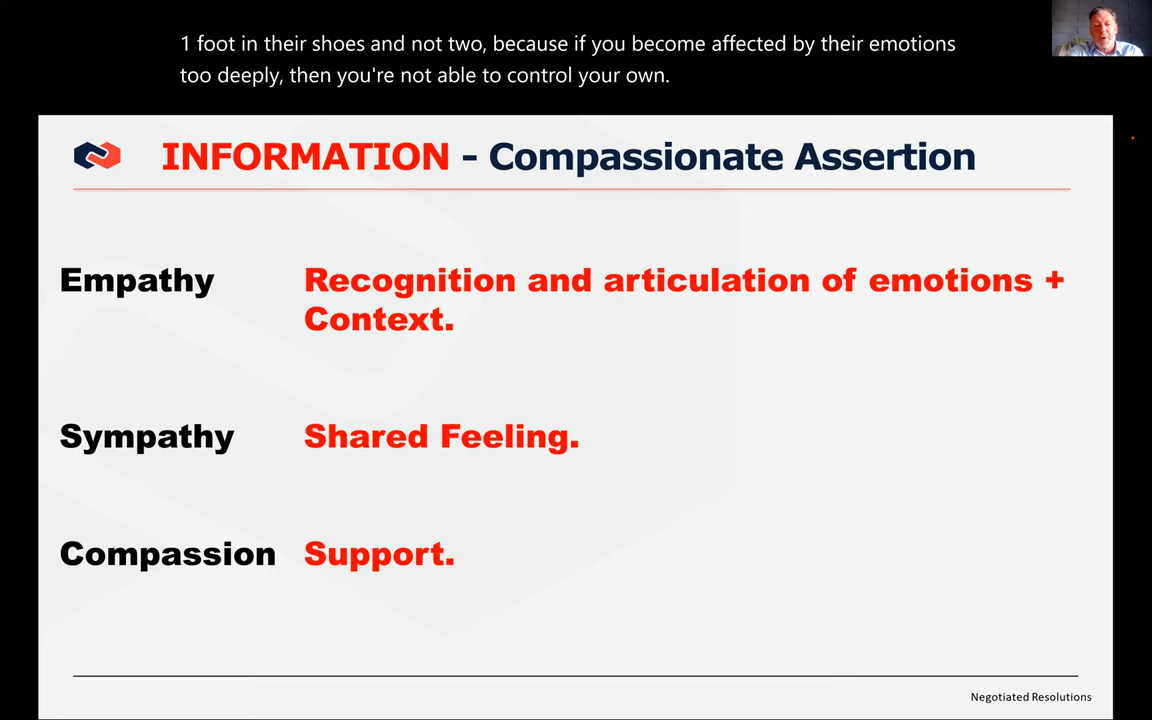 1 foot in their shoes and not two, because if you become affected by their emotions
too deeply, then you're not able to control your own.
INFORMATION - Compassionate Assertion
Empathy Recognition and articulation of emotions +
Context.
Sympathy Shared Feeling.
Compassion Support.
Negotiated Resolutions